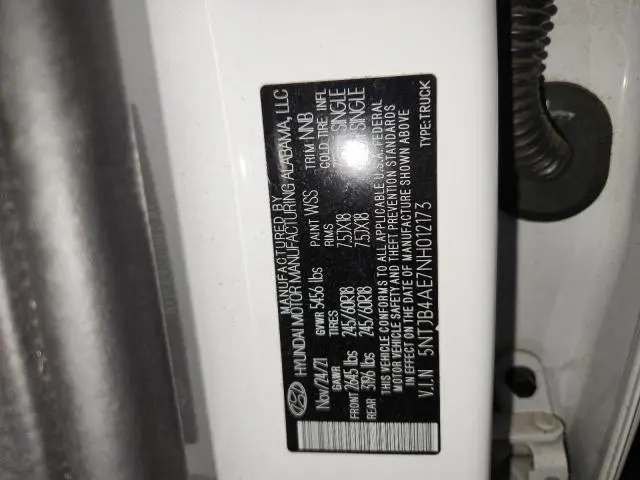 MANUFACTURED BY
HYUNDAI MOTOR MANUFACTURING ALABAMA, LLC
Nov/24/21 GVWR 5456 lbs PAINT WSS TRIM NNB
GAWR TIRES RIMS COLD TIRE INFL
FRONT 2645 lbs 245/60R18 7.5JX18 SINGLE
REAR 3196 lbs 245/60R18 7.5JX18 SINGLE
THIS VEHICLE CONFORMS TO ALL APPLICABLE U.S.A. FEDERAL
MOTOR VEHICLE SAFETY AND THEFT PREVENTION STANDARDS
IN EFFECT ON THE DATE OF MANUFACTURE SHOWN ABOVE
V.I.N 5NTJB4AE7NH012173 TYPE:TRUCK